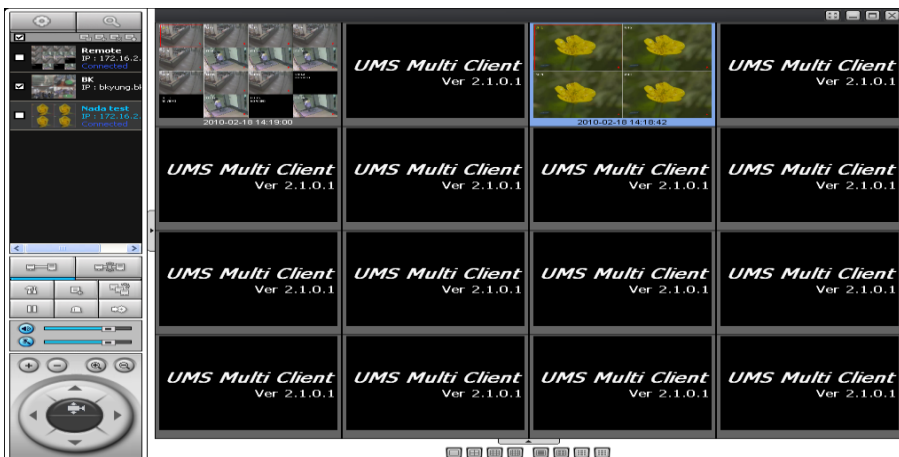 Remote
IP : 172.16.2.
Connected
BK
IP : bkyung.bk
Nada test
IP : 172.16.2.
Connected
2010-02-18 14:19:00
UMS Multi Client
Ver 2.1.0.1
2010-02-18 14:18:42
UMS Multi Client
Ver 2.1.0.1
UMS Multi Client
Ver 2.1.0.1
UMS Multi Client
Ver 2.1.0.1
UMS Multi Client
Ver 2.1.0.1
UMS Multi Client
Ver 2.1.0.1
UMS Multi Client
Ver 2.1.0.1
UMS Multi Client
Ver 2.1.0.1
UMS Multi Client
Ver 2.1.0.1
UMS Multi Client
Ver 2.1.0.1
UMS Multi Client
Ver 2.1.0.1
UMS Multi Client
Ver 2.1.0.1
UMS Multi Client
Ver 2.1.0.1
UMS Multi Client
Ver 2.1.0.1